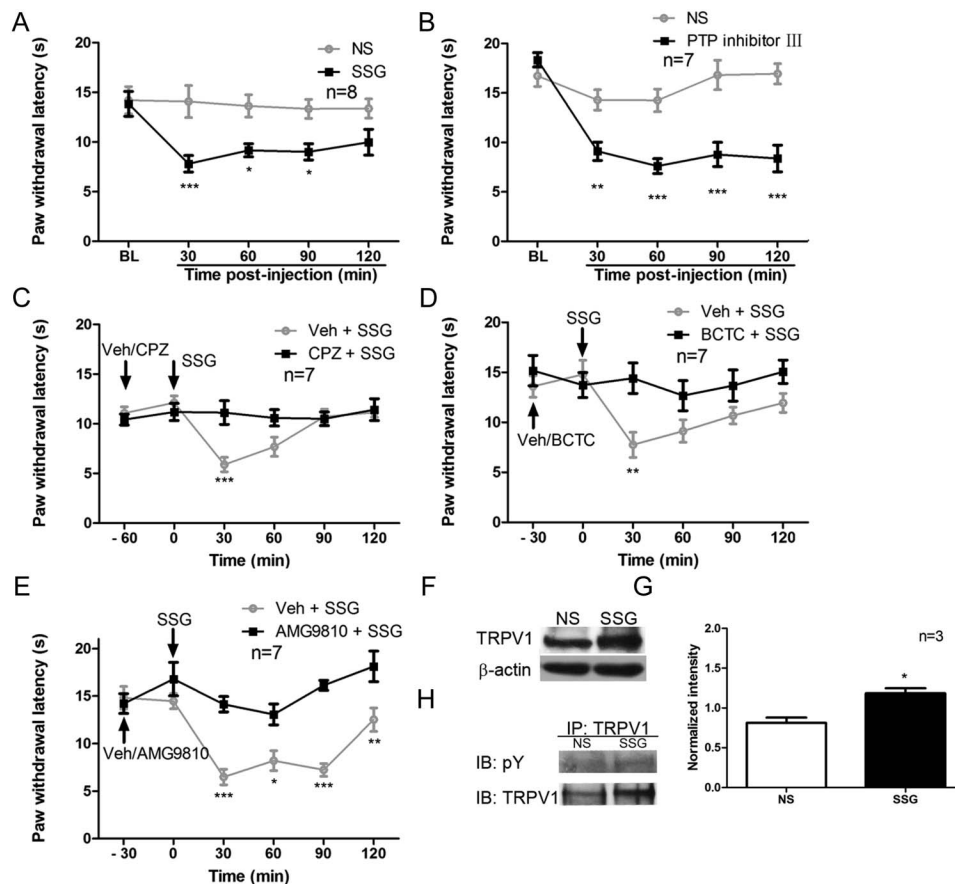 A
Paw withdrawal latency (s)
20
15
10
5
0
NS
SSG
n=8
***
*
*
BL
30
60
90
120
Time post-injection (min)
B
Paw withdrawal latency (s)
20
15
10
5
0
NS
PTP inhibitor III
n=7
**
***
***
***
BL
30
60
90
120
Time post-injection (min)
C
Paw withdrawal latency (s)
20
15
10
5
0
Veh/CPZ
SSG
Veh + SSG
CPZ + SSG
n=7
***
- 60
0
30
60
90
120
Time (min)
D
Paw withdrawal latency (s)
20
15
10
5
0
SSG
Veh + SSG
BCTC + SSG
n=7
Veh/BCTC
**
- 30
0
30
60
90
120
Time (min)
E
Paw withdrawal latency (s)
20
15
10
5
0
SSG
Veh + SSG
AMG9810 + SSG
n=7
Veh/AMG9810
***
*
***
**
- 30
0
30
60
90
120
Time (min)
F
NS
SSG
TRPV1
β-actin
G
Normalized intensity
2.0
1.5
1.0
0.5
0.0
n=3
*
NS
SSG
H
IP: TRPV1
NS
SSG
IB: pY
IB: TRPV1